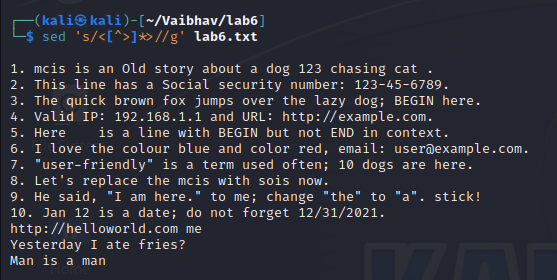 ┌──(kali㉿kali)-[~/Vaibhav/lab6]
└─$ sed 's/<[^>]*>//g' lab6.txt
1. mcis is an Old story about a dog 123 chasing cat .
2. This line has a Social security number: 123-45-6789.
3. The quick brown fox jumps over the lazy dog; BEGIN here.
4. Valid IP: 192.168.1.1 and URL: http://example.com.
5. Here    is a line with BEGIN but not END in context.
6. I love the colour blue and color red, email: user@example.com.
7. "user-friendly" is a term used often; 10 dogs are here.
8. Let's replace the mcis with sois now.
9. He said, "I am here." to me; change "the" to "a". stick!
10. Jan 12 is a date; do not forget 12/31/2021.
http://helloworld.com me
Yesterday I ate fries?
Man is a man